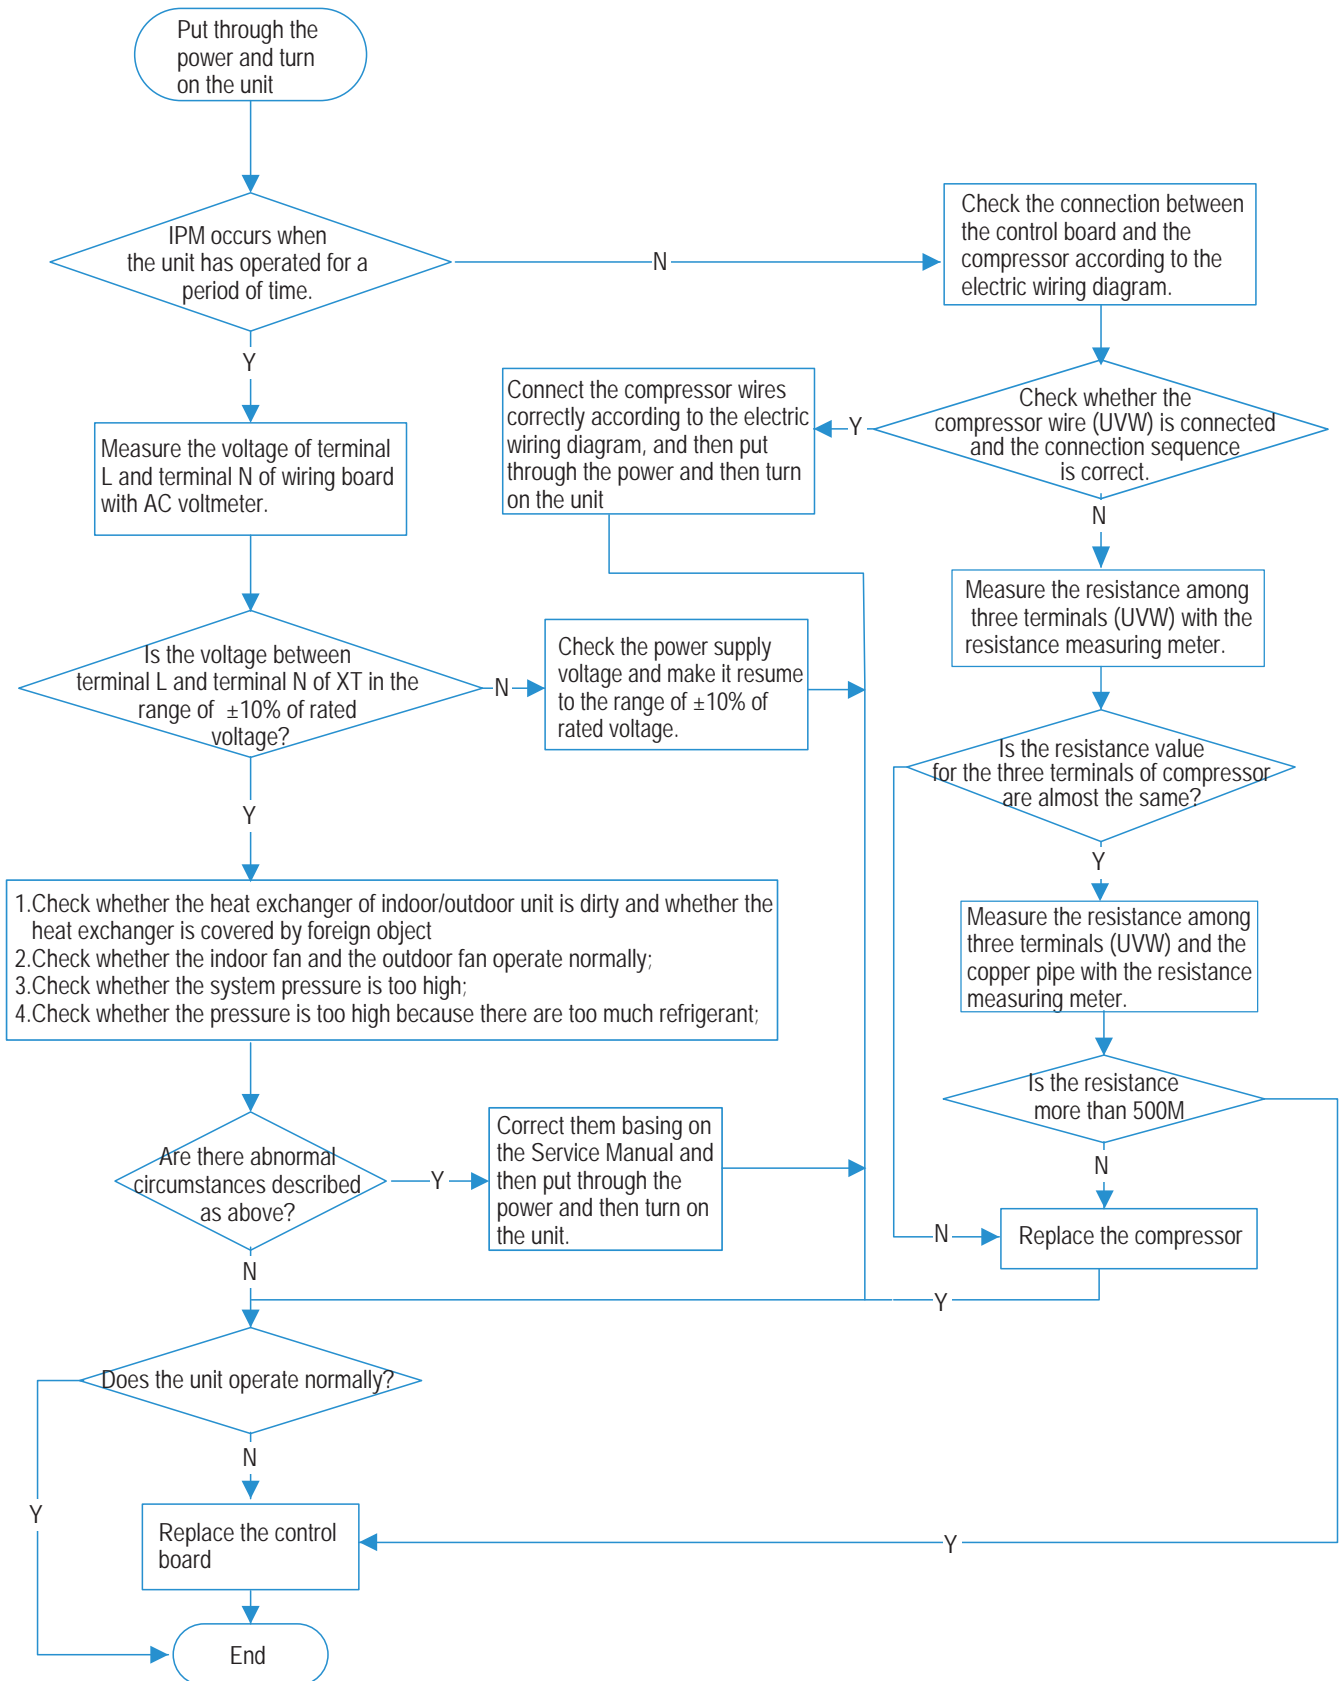 Put through the
power and turn
on the unit
IPM occurs when
the unit has operated for a
period of time.
N
Check the connection between
the control board and the
compressor according to the
electric wiring diagram.
Y
Measure the voltage of terminal
L and terminal N of wiring board
with AC voltmeter.
Connect the compressor wires
correctly according to the electric
wiring diagram, and then put
through the power and then turn
on the unit
Y
Check whether the
compressor wire (UVW) is connected
and the connection sequence
is correct.
N
Measure the resistance among
three terminals (UVW) with the
resistance measuring meter.
Is the voltage between
terminal L and terminal N of XT in the
range of ±10% of rated
voltage?
N
Check the power supply
voltage and make it resume
to the range of ±10% of
rated voltage.
Is the resistance value
for the three terminals of compressor
are almost the same?
Y
Y
1.Check whether the heat exchanger of indoor/outdoor unit is dirty and whether the
heat exchanger is covered by foreign object
2.Check whether the indoor fan and the outdoor fan operate normally;
3.Check whether the system pressure is too high;
4.Check whether the pressure is too high because there are too much refrigerant;
Measure the resistance among
three terminals (UVW) and the
copper pipe with the resistance
measuring meter.
Is the resistance
more than 500M
N
Are there abnormal
circumstances described
as above?
Y
Correct them basing on
the Service Manual and
then put through the
power and then turn on
the unit.
N
Replace the compressor
N
Y
Does the unit operate normally?
N
Y
Replace the control
board
Y
End